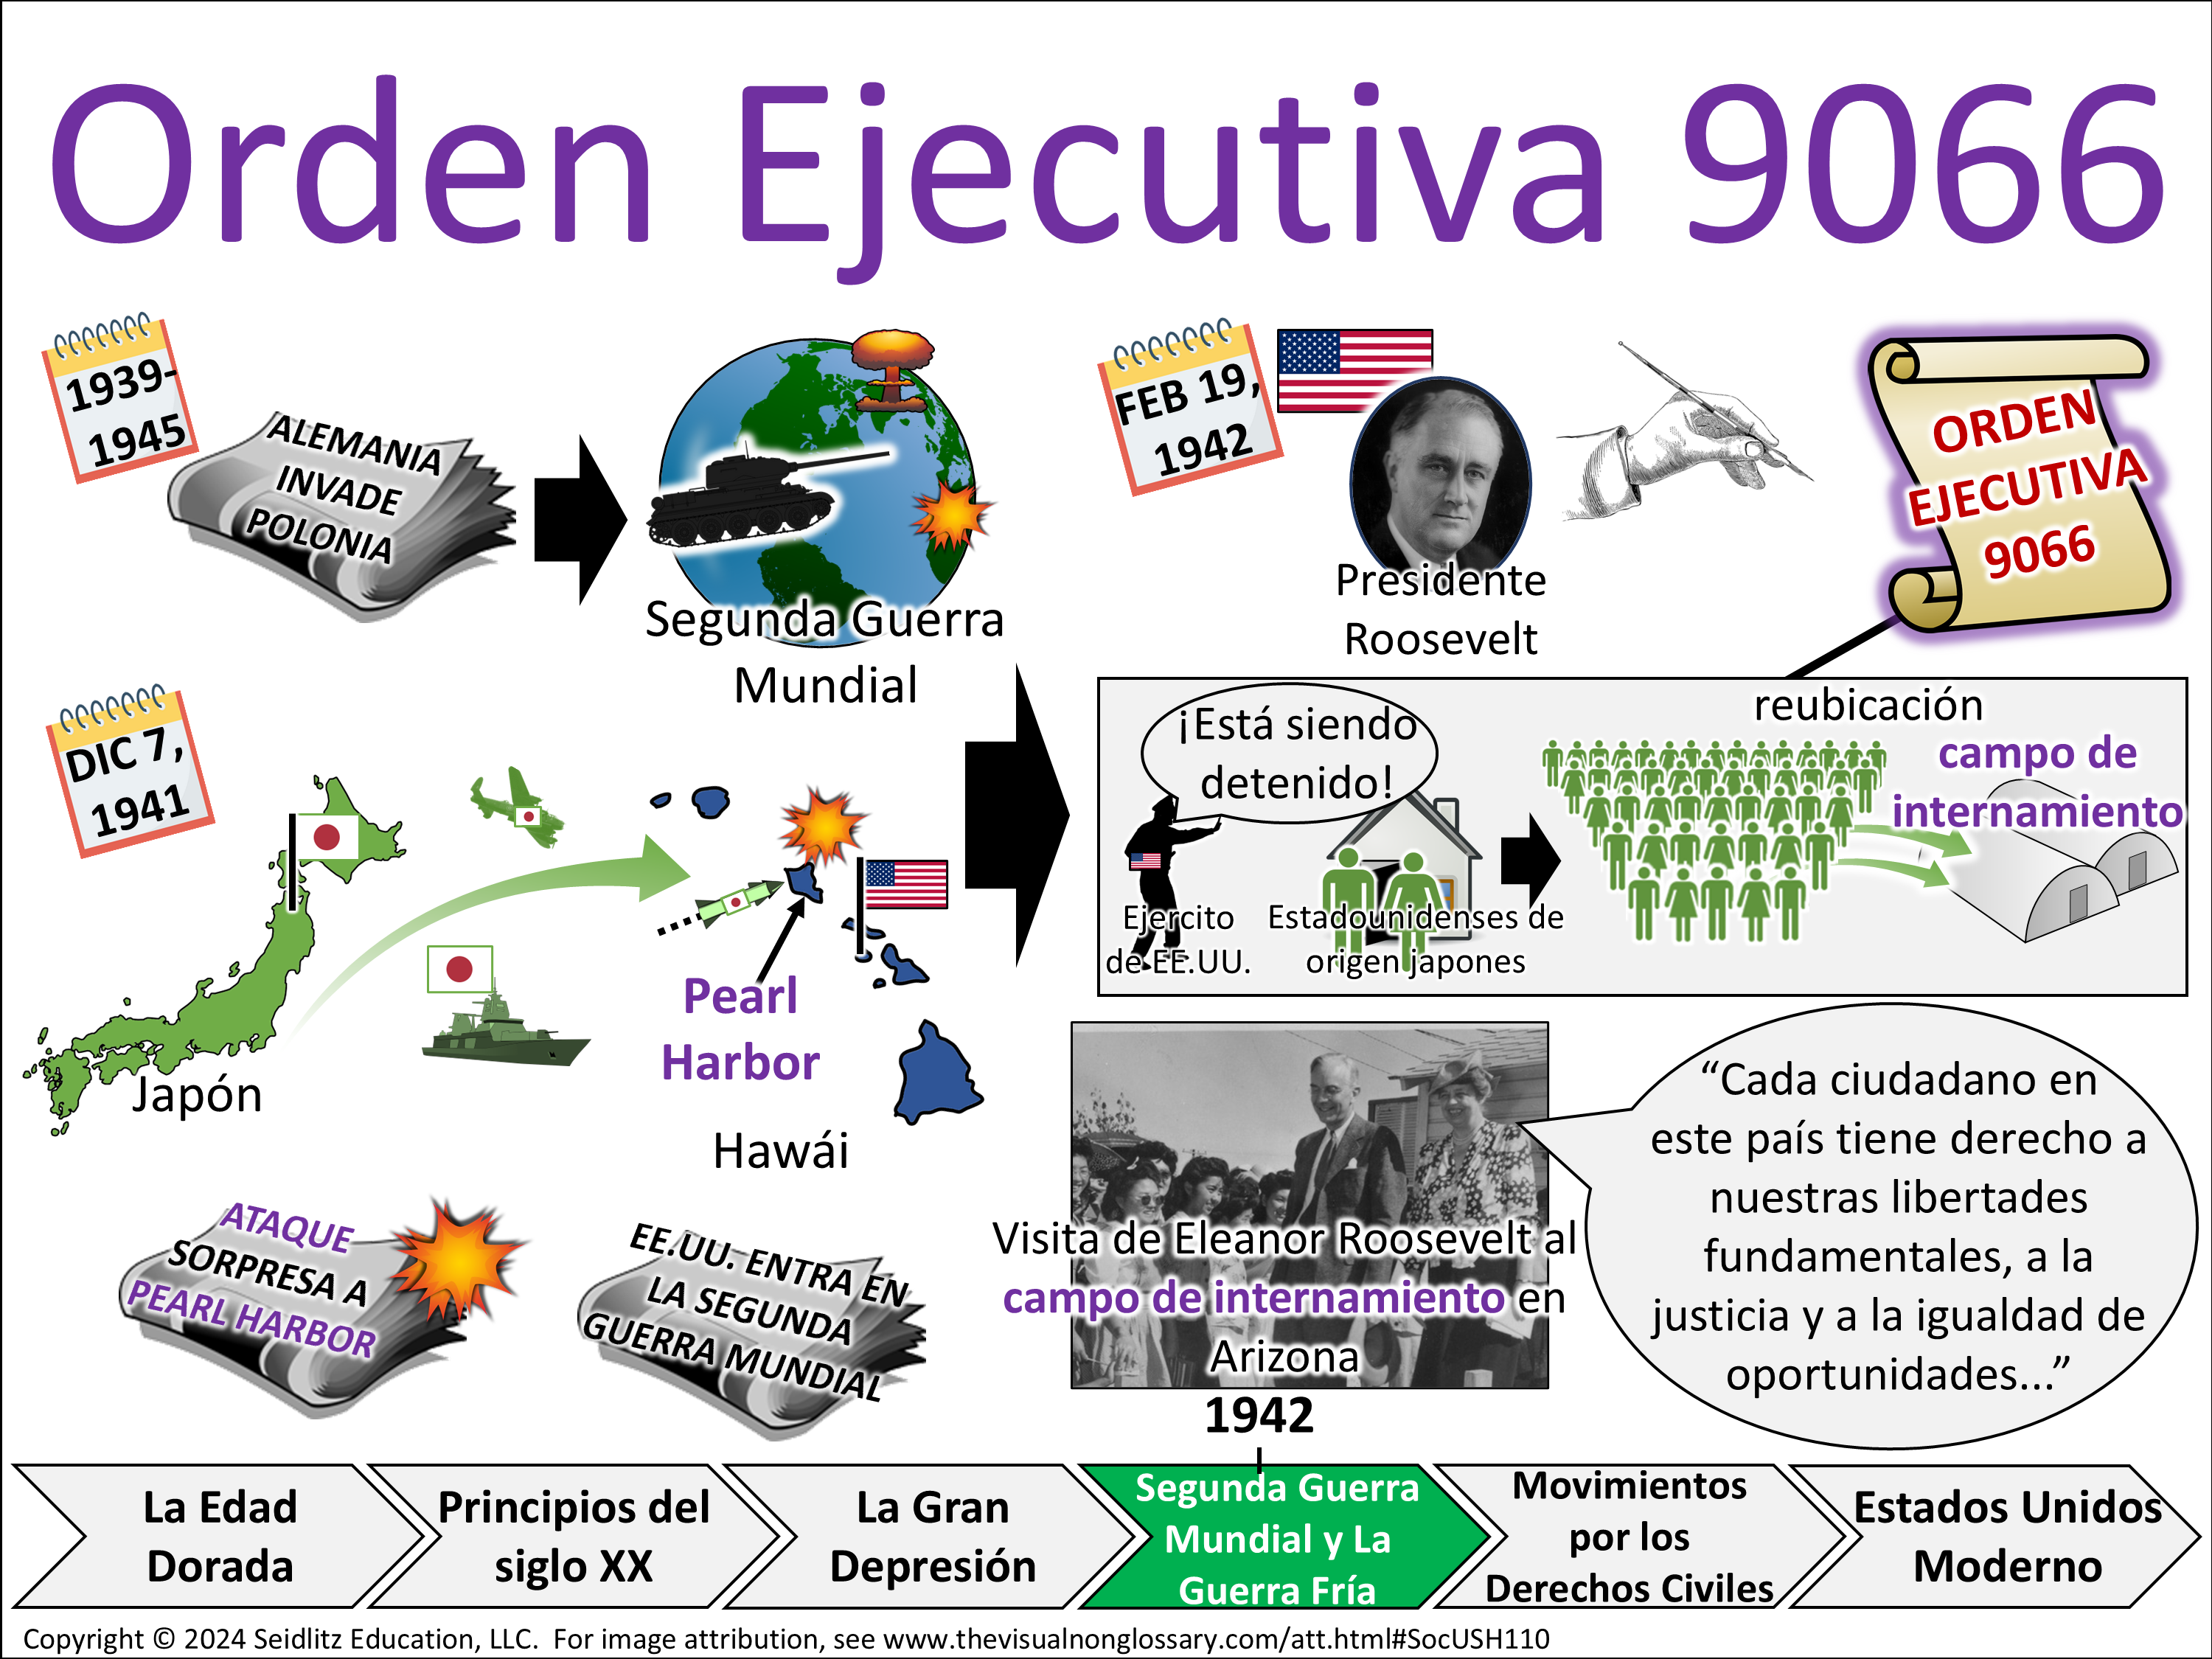 Orden Ejecutiva 9066
1939-
1945
ALEMANIA
INVADE
POLONIA
Segunda Guerra
Mundial
DIC 7,
1941
Japón
Pearl
Harbor
Hawái
ATAQUE
SORPRESA A
PEARL HARBOR
EE.UU. ENTRA EN
LA SEGUNDA
GUERRA MUNDIAL
FEB 19,
1942
Presidente
Roosevelt
ORDEN
EJECUTIVA
9066
¡Está siendo
detenido!
Ejercito
de EE.UU.
Estadounidenses de
origen japones
reubicación
campo de
internamiento
Visita de Eleanor Roosevelt al
campo de internamiento en
Arizona
“Cada ciudadano en
este país tiene derecho a
nuestras libertades
fundamentales, a la
justicia y a la igualdad de
oportunidades...”
1942
La Edad
Dorada
Principios del
siglo XX
La Gran
Depresión
Segunda Guerra
Mundial y La
Guerra Fría
Movimientos
por los
Derechos Civiles
Estados Unidos
Moderno
Copyright © 2024 Seidlitz Education, LLC.  For image attribution, see www.thevisualnonglossary.com/att.html#SocUSH110